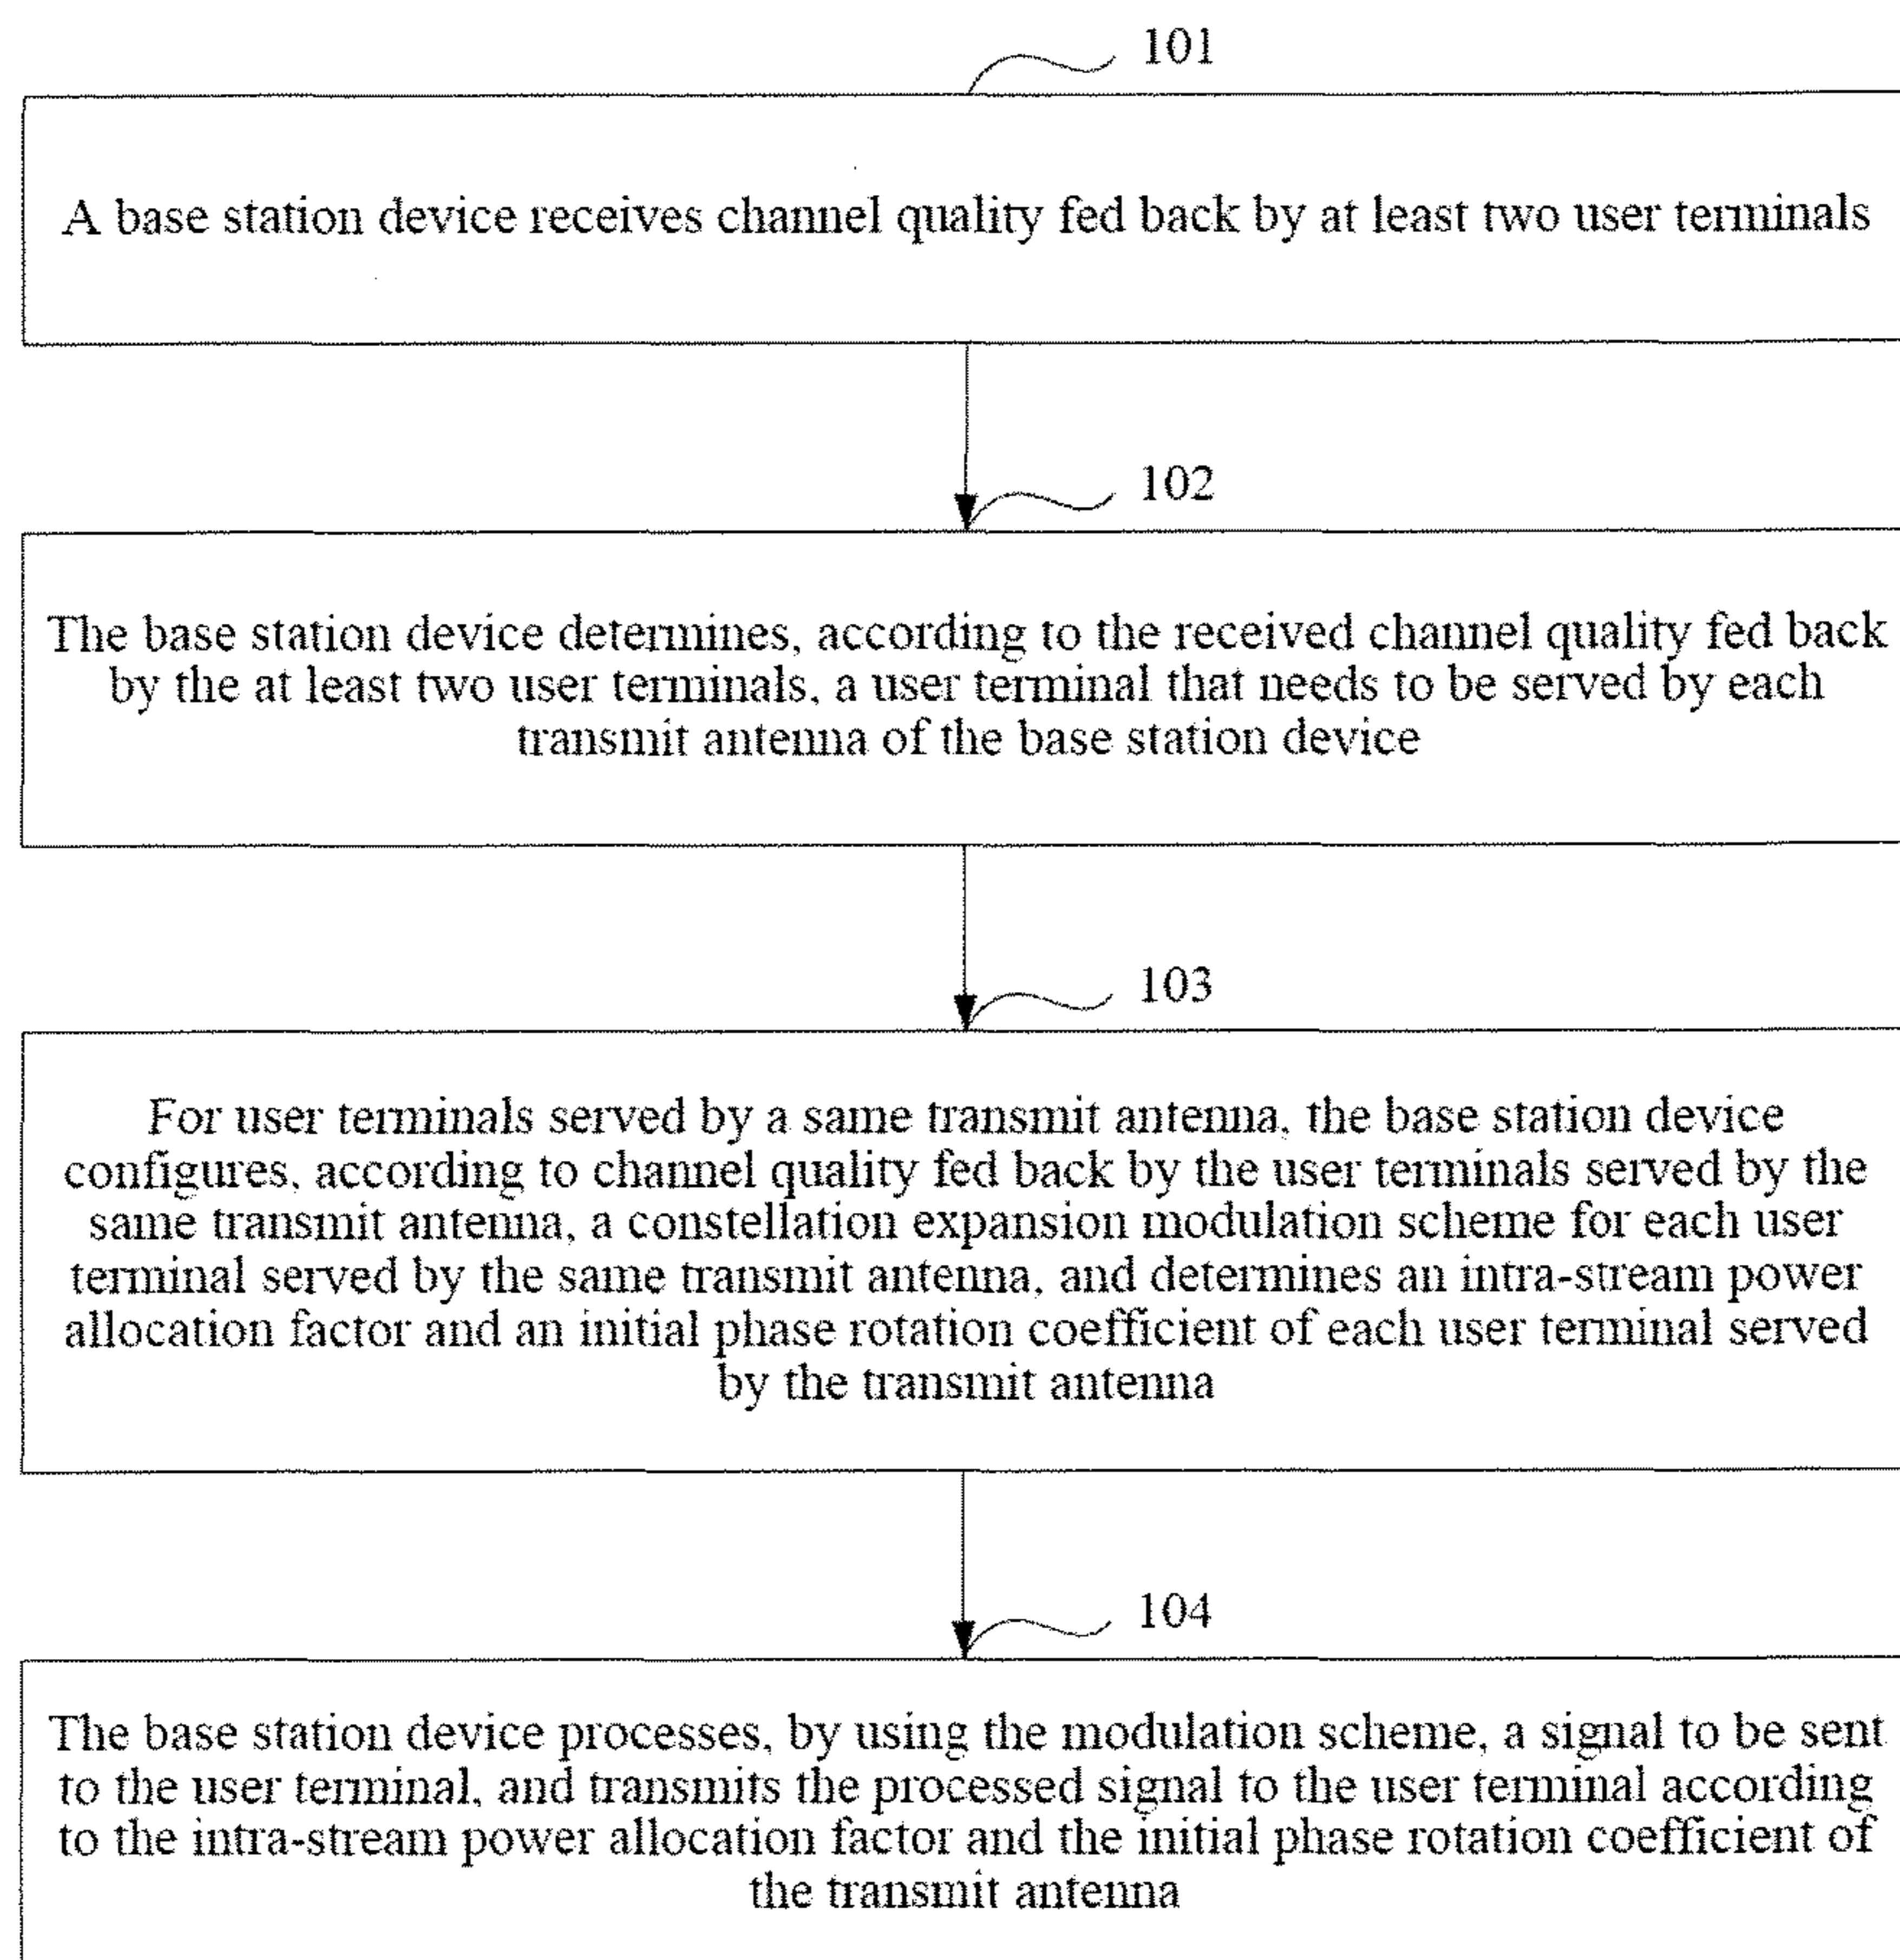 101
A base station device receives channel quality fed back by at least two user terminals
102
The base station device determines, according to the received channel quality fed back
by the at least two user terminals, a user terminal that needs to be served by each
transmit antenna of the base station device
103
For user terminals served by a same transmit antenna, the base station device
configures, according to channel quality fed back by the user terminals served by the
same transmit antenna, a constellation expansion modulation scheme for each user
terminal served by the same transmit antenna, and determines an intra-stream power
allocation factor and an initial phase rotation coefficient of each user terminal served
by the transmit antenna
104
The base station device processes, by using the modulation scheme, a signal to be sent
to the user terminal, and transmits the processed signal to the user terminal according
to the intra-stream power allocation factor and the initial phase rotation coefficient of
the transmit antenna